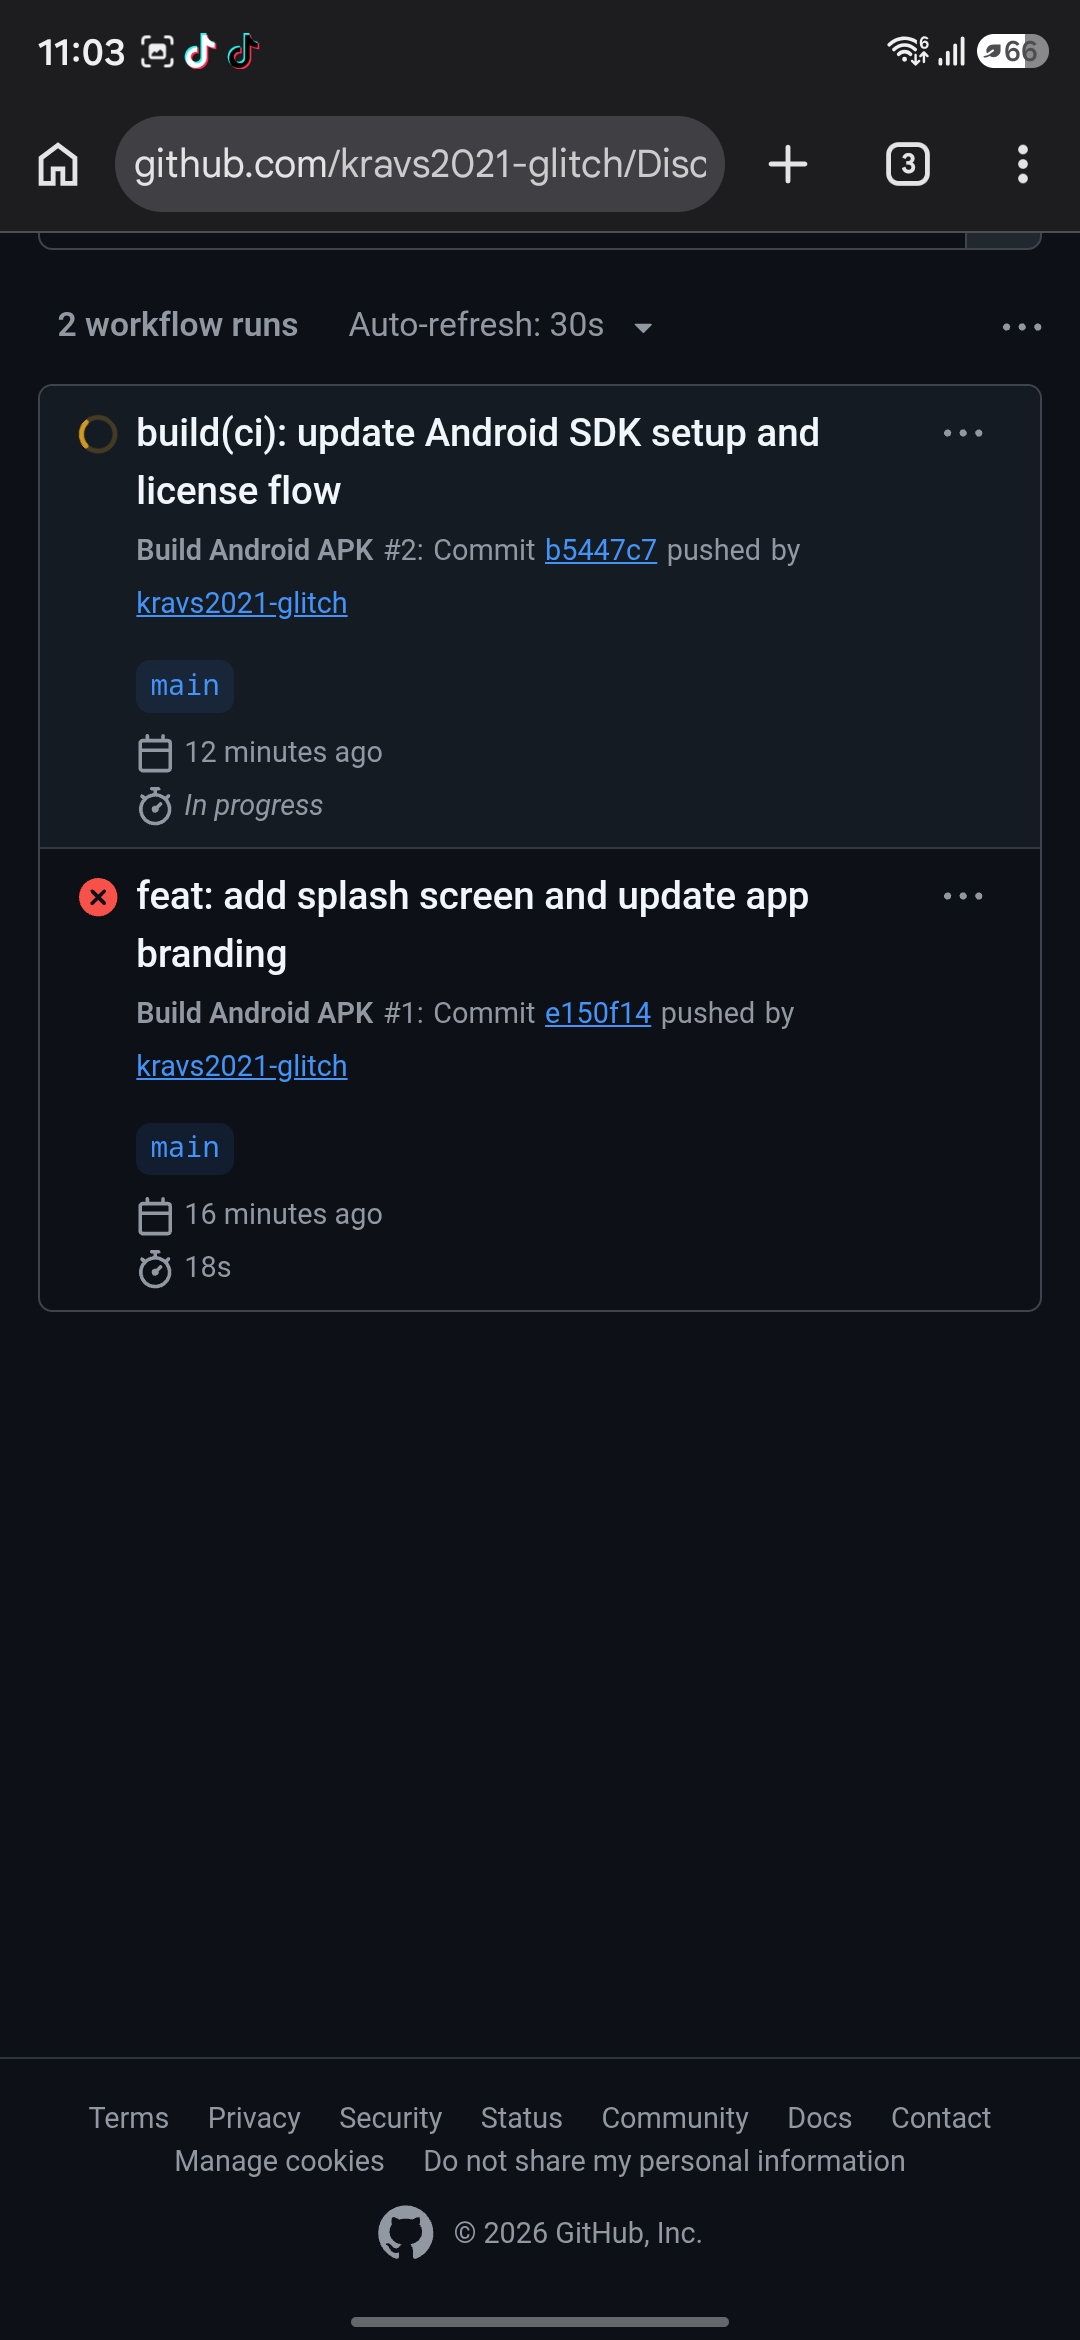 11:03
6
66
github.com/kravs2021-glitch/Disc
3
2 workflow runs Auto-refresh: 30s
build(ci): update Android SDK setup and
license flow
Build Android APK #2: Commit b5447c7 pushed by
kravs2021-glitch
main
12 minutes ago
In progress
feat: add splash screen and update app
branding
Build Android APK #1: Commit e150f14 pushed by
kravs2021-glitch
main
16 minutes ago
18s
Terms Privacy Security Status Community Docs Contact
Manage cookies Do not share my personal information
© 2026 GitHub, Inc.